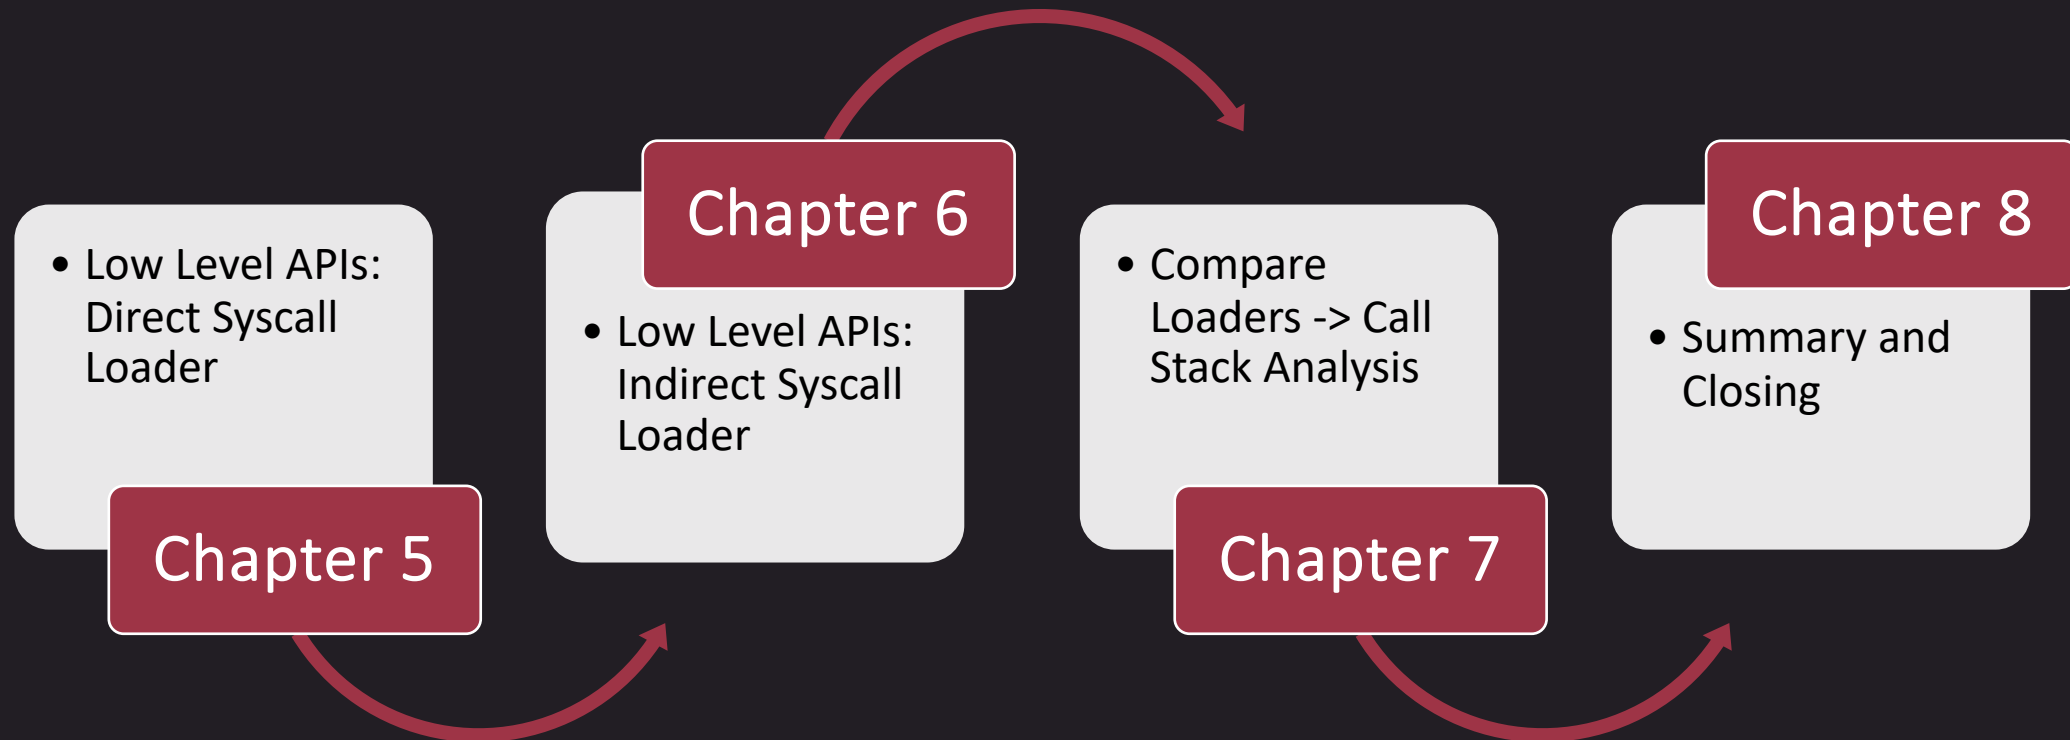 • Low Level APIs:
Direct Syscall
Loader
Chapter 5
Chapter 6
• Low Level APIs:
Indirect Syscall
Loader
• Compare
Loaders -> Call
Stack Analysis
Chapter 7
Chapter 8
• Summary and
Closing